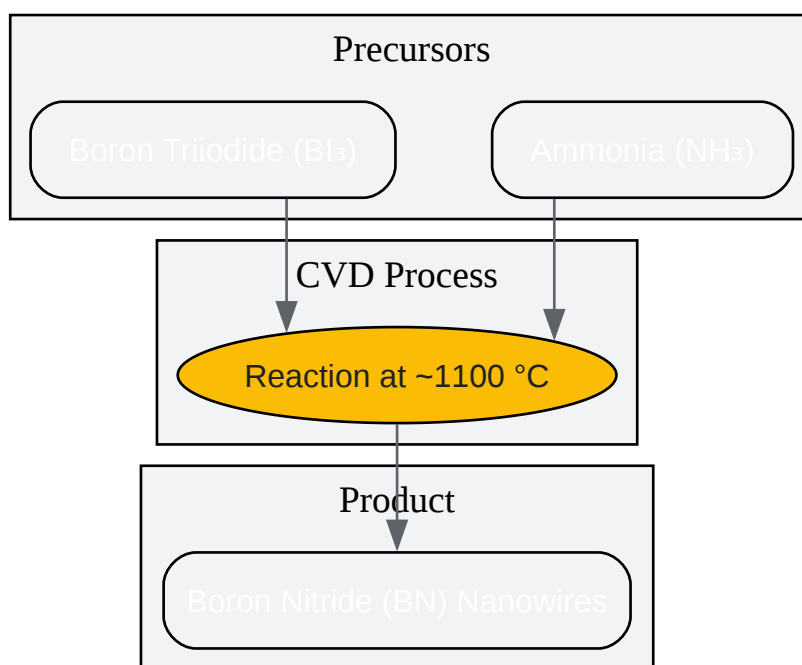 Precursors
Boron Triiodide (BI₃)
Ammonia (NH₃)
CVD Process
Reaction at ~1100 °C
Product
Boron Nitride (BN) Nanowires